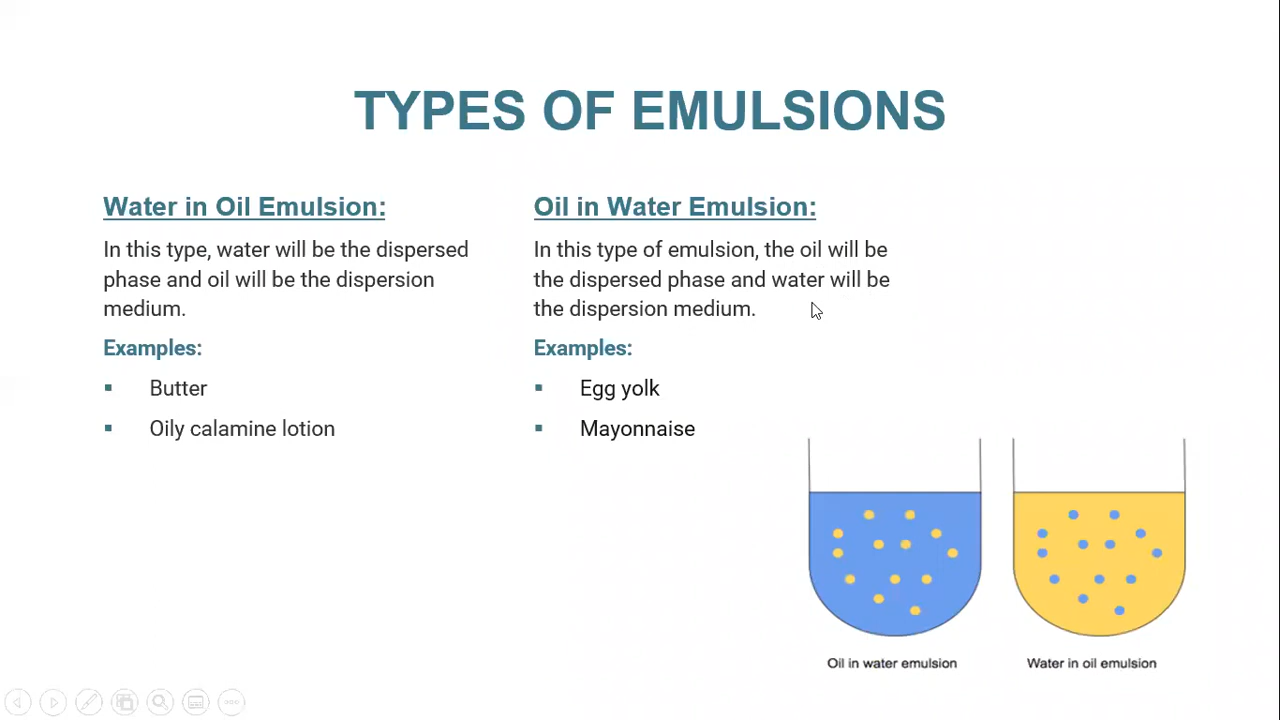 TYPES OF EMULSIONS
Water in Oil Emulsion:
In this type, water will be the dispersed
phase and oil will be the dispersion
medium.
Examples:
▪ Butter
▪ Oily calamine lotion
Oil in Water Emulsion:
In this type of emulsion, the oil will be
the dispersed phase and water will be
the dispersion medium.
Examples:
▪ Egg yolk
▪ Mayonnaise
Oil in water emulsion
Water in oil emulsion